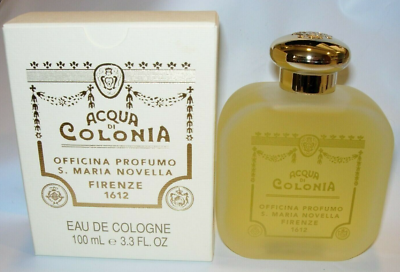 ACQUA
DI
COLONIA
OFFICINA PROFUMO
S. MARIA NOVELLA
FIRENZE
1612
EAU DE COLOGNE
100 mL e 3.3 FL. OZ
ACQUA
DI
COLONIA
OFFICINA PROFUMO
S. MARIA NOVELLA
FIRENZE
1612